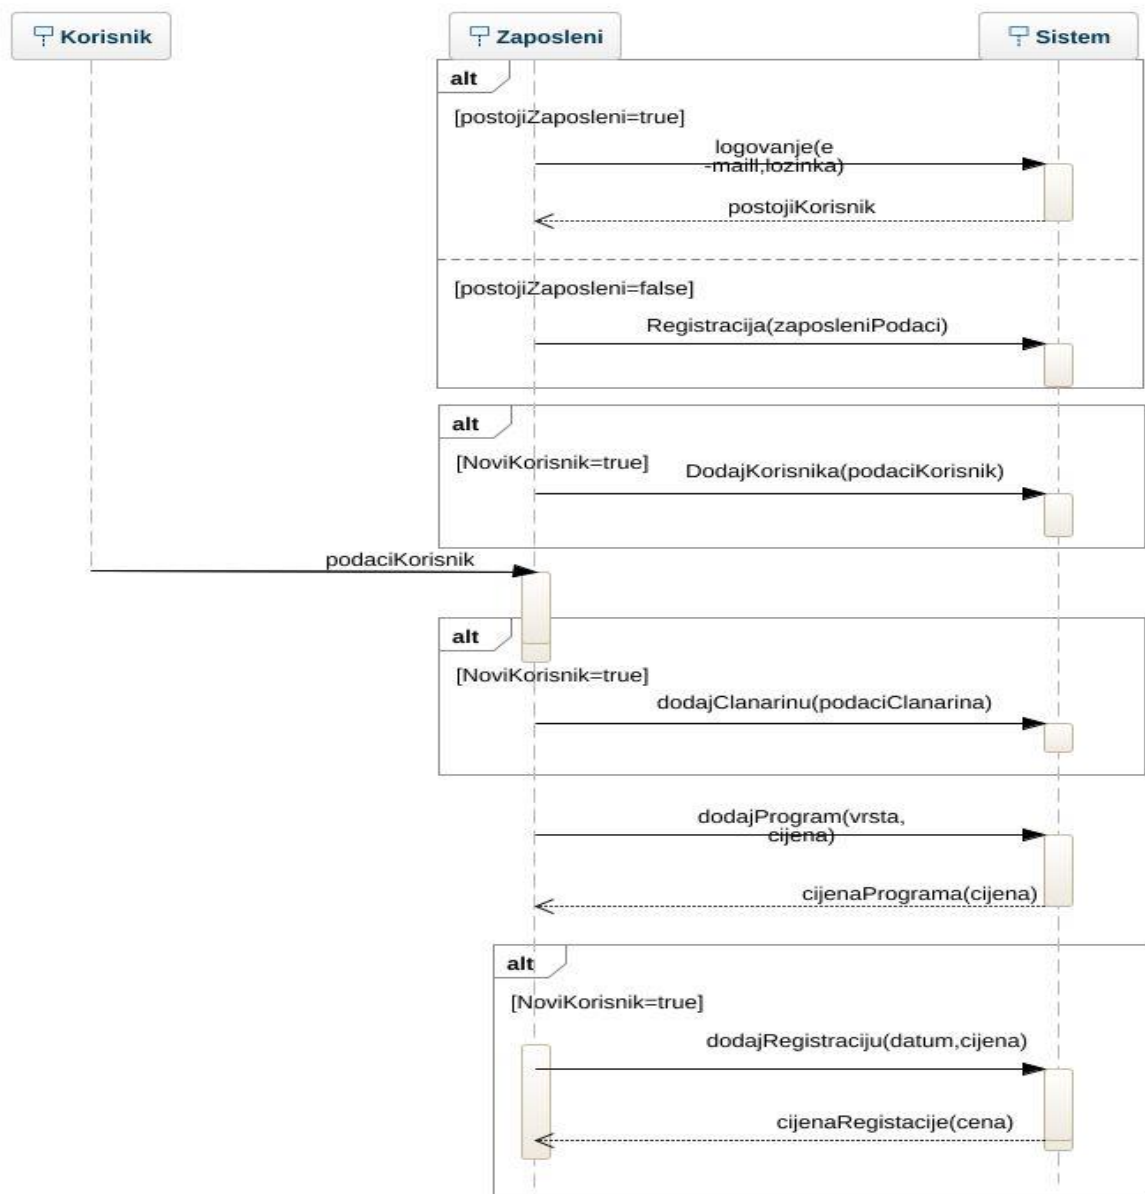 Korisnik
Zaposleni
Sistem
alt
[postojiZaposleni=true]
logovanje(e
-maill,lozinka)
postojiKorisnik
[postojiZaposleni=false]
Registracija(zaposleniPodaci)
alt
[NoviKorisnik=true]
DodajKorisnika(podaciKorisnik)
podaciKorisnik
alt
[NoviKorisnik=true]
dodajClanarinu(podaciClanarina)
dodajProgram(vrsta,
cijena)
cijenaPrograma(cijena)
alt
[NoviKorisnik=true]
dodajRegistraciju(datum,cijena)
cijenaRegistacije(cena)